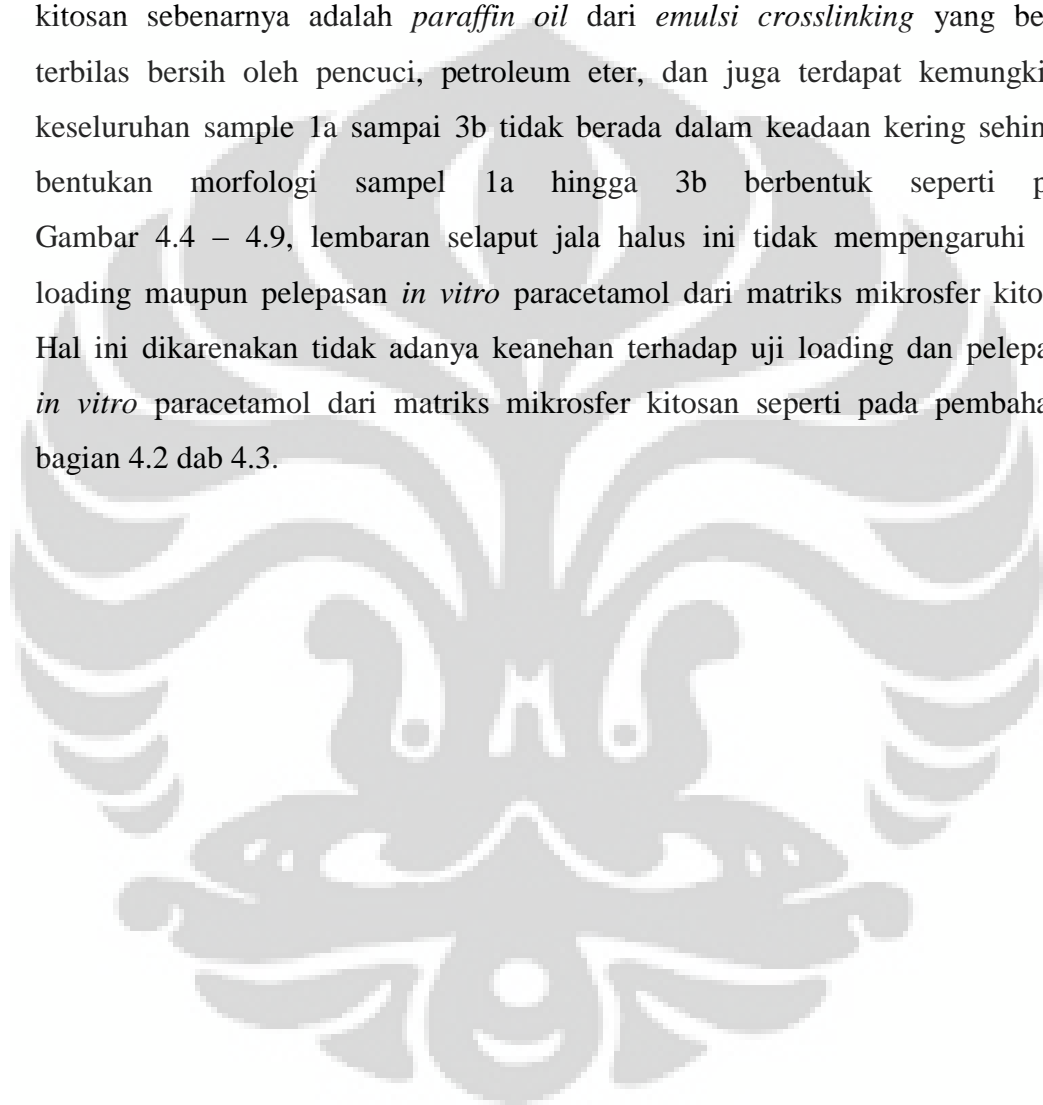 kitosan sebenarnya adalah paraffin oil dari emulsi crosslinking yang be
terbilas bersih oleh pencuci, petroleum eter, dan juga terdapat kemungki
keseluruhan sample 1a sampai 3b tidak berada dalam keadaan kering sehin
bentukan morfologi sampel 1a hingga 3b berbentuk seperti p
Gambar 4.4 – 4.9, lembaran selaput jala halus ini tidak mempengaruhi
loading maupun pelepasan in vitro paracetamol dari matriks mikrosfer kito
Hal ini dikarenakan tidak adanya keanehan terhadap uji loading dan pelepa
in vitro paracetamol dari matriks mikrosfer kitosan seperti pada pembaha
bagian 4.2 dab 4.3.